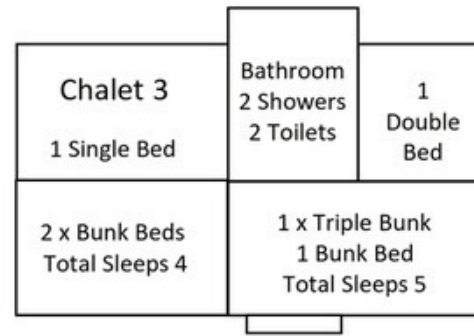 Chalet 3
1 Single Bed
Bathroom
2 Showers
2 Toilets
1
Double
Bed
2 x Bunk Beds
Total Sleeps 4
1 x Triple Bunk
1 Bunk Bed
Total Sleeps 5